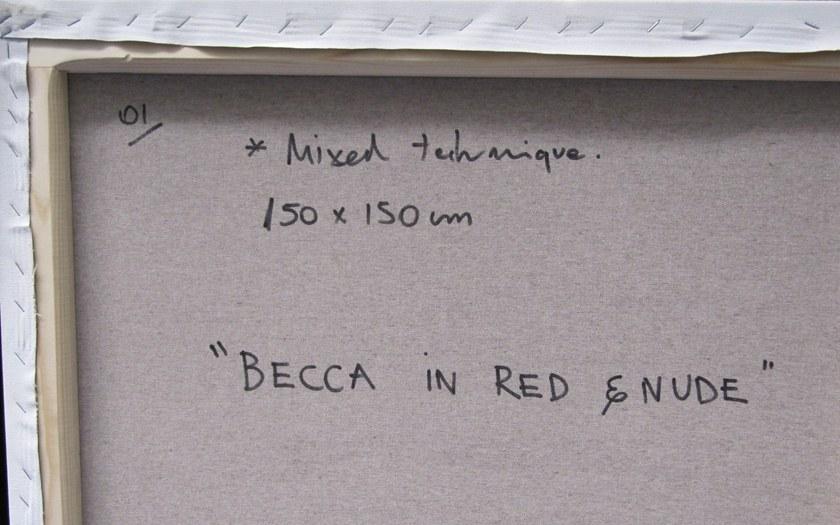 01/
* Mixed technique.
150 x 150 cm
"BECCA iN RED & NUDE"